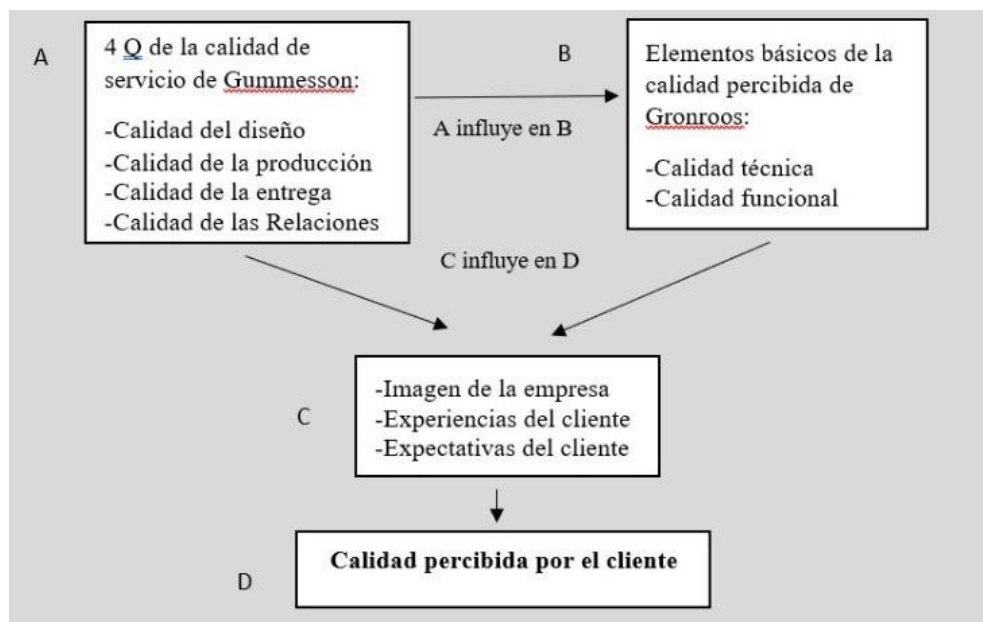 A
4 Q de la calidad de
servicio de Gummesson:
-Calidad del diseño
-Calidad de la producción
-Calidad de la entrega
-Calidad de las Relaciones
A influye en B
B
Elementos básicos de la
calidad percibida de
Gronroos:
-Calidad técnica
-Calidad funcional
C influye en D
C
-Imagen de la empresa
-Experiencias del cliente
-Expectativas del cliente
D
Calidad percibida por el cliente